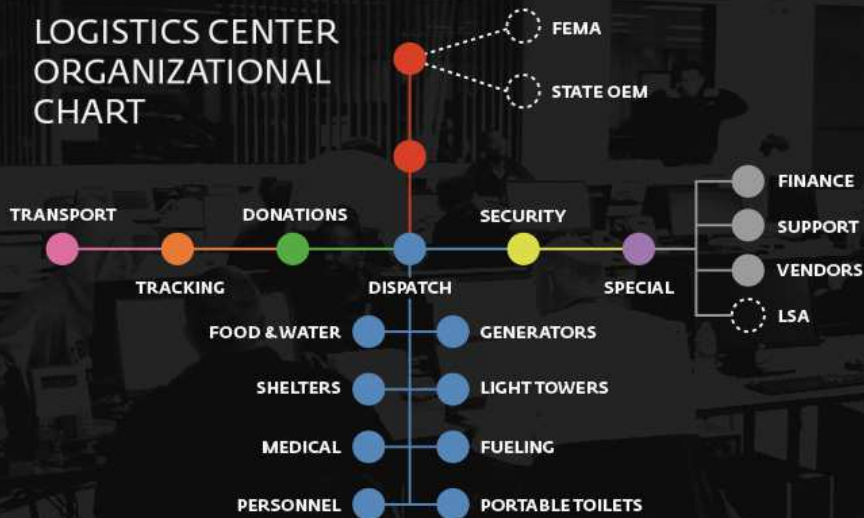 LOGISTICS CENTER
ORGANIZATIONAL
CHART
FEMA
STATE OEM
FINANCE
SUPPORT
VENDORS
LSA
TRANSPORT
DONATIONS
SECURITY
TRACKING
DISPATCH
SPECIAL
FOOD & WATER
GENERATORS
SHELTERS
LIGHT TOWERS
MEDICAL
FUELING
PERSONNEL
PORTABLE TOILETS